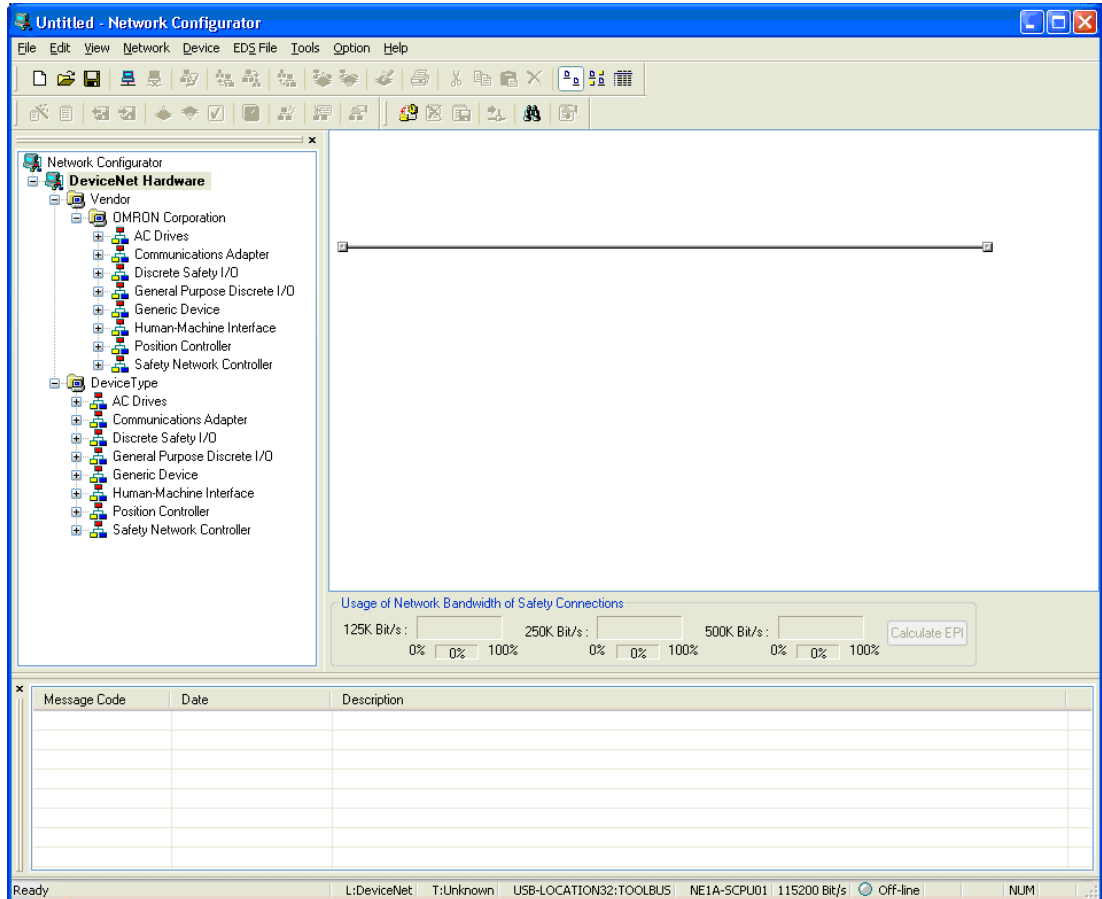 Untitled - Network Configurator
File Edit View Network Device EDS File Tools Option Help
Network Configurator
DeviceNet Hardware
Vendor
OMRON Corporation
AC Drives
Communications Adapter
Discrete Safety I/O
General Purpose Discrete I/O
Generic Device
Human-Machine Interface
Position Controller
Safety Network Controller
DeviceType
AC Drives
Communications Adapter
Discrete Safety I/O
General Purpose Discrete I/O
Generic Device
Human-Machine Interface
Position Controller
Safety Network Controller
Usage of Network Bandwidth of Safety Connections
125K Bit/s : 250K Bit/s : 500K Bit/s : Calculate EPI
0% 0% 100% 0% 0% 100% 0% 0% 100%
Message Code Date Description
Ready L:DeviceNet T:Unknown USB-LOCATION32:TOOLBUS NE1A-SCPU01 115200 Bit/s Off-line NUM